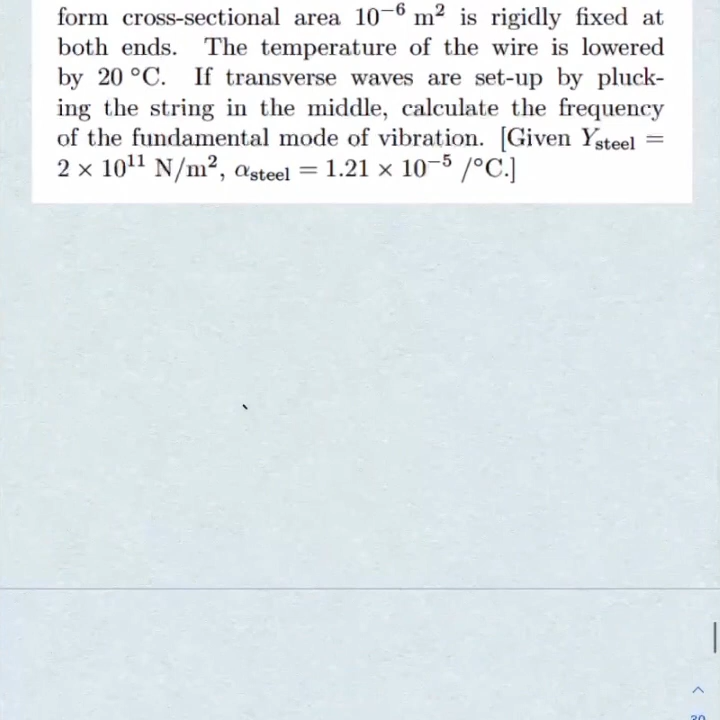 form cross-sectional area 10⁻⁶ m² is rigidly fixed at
both ends. The temperature of the wire is lowered
by 20 °C. If transverse waves are set-up by pluck-
ing the string in the middle, calculate the frequency
of the fundamental mode of vibration. [Given Y_steel =
2 × 10¹¹ N/m², α_steel = 1.21 × 10⁻⁵ /°C.]